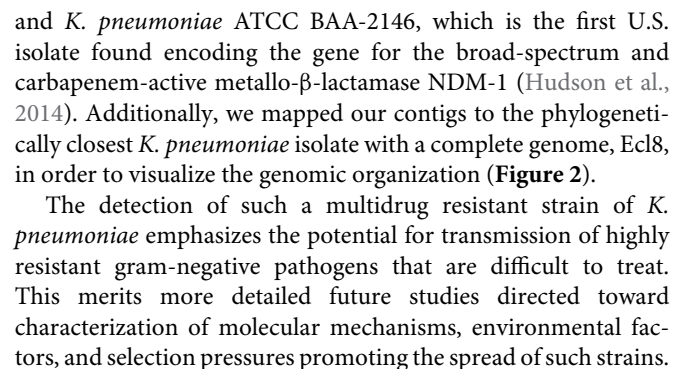 and K. pneumoniae ATCC BAA-2146, which is the first U.S.
isolate found encoding the gene for the broad-spectrum and
carbapenem-active metallo-β-lactamase NDM-1 (Hudson et al.,
2014). Additionally, we mapped our contigs to the phylogeneti-
cally closest K. pneumoniae isolate with a complete genome, Ecl8,
in order to visualize the genomic organization (Figure 2).
The detection of such a multidrug resistant strain of K.
pneumoniae emphasizes the potential for transmission of highly
resistant gram-negative pathogens that are difficult to treat.
This merits more detailed future studies directed toward
characterization of molecular mechanisms, environmental fac-
tors, and selection pressures promoting the spread of such strains.